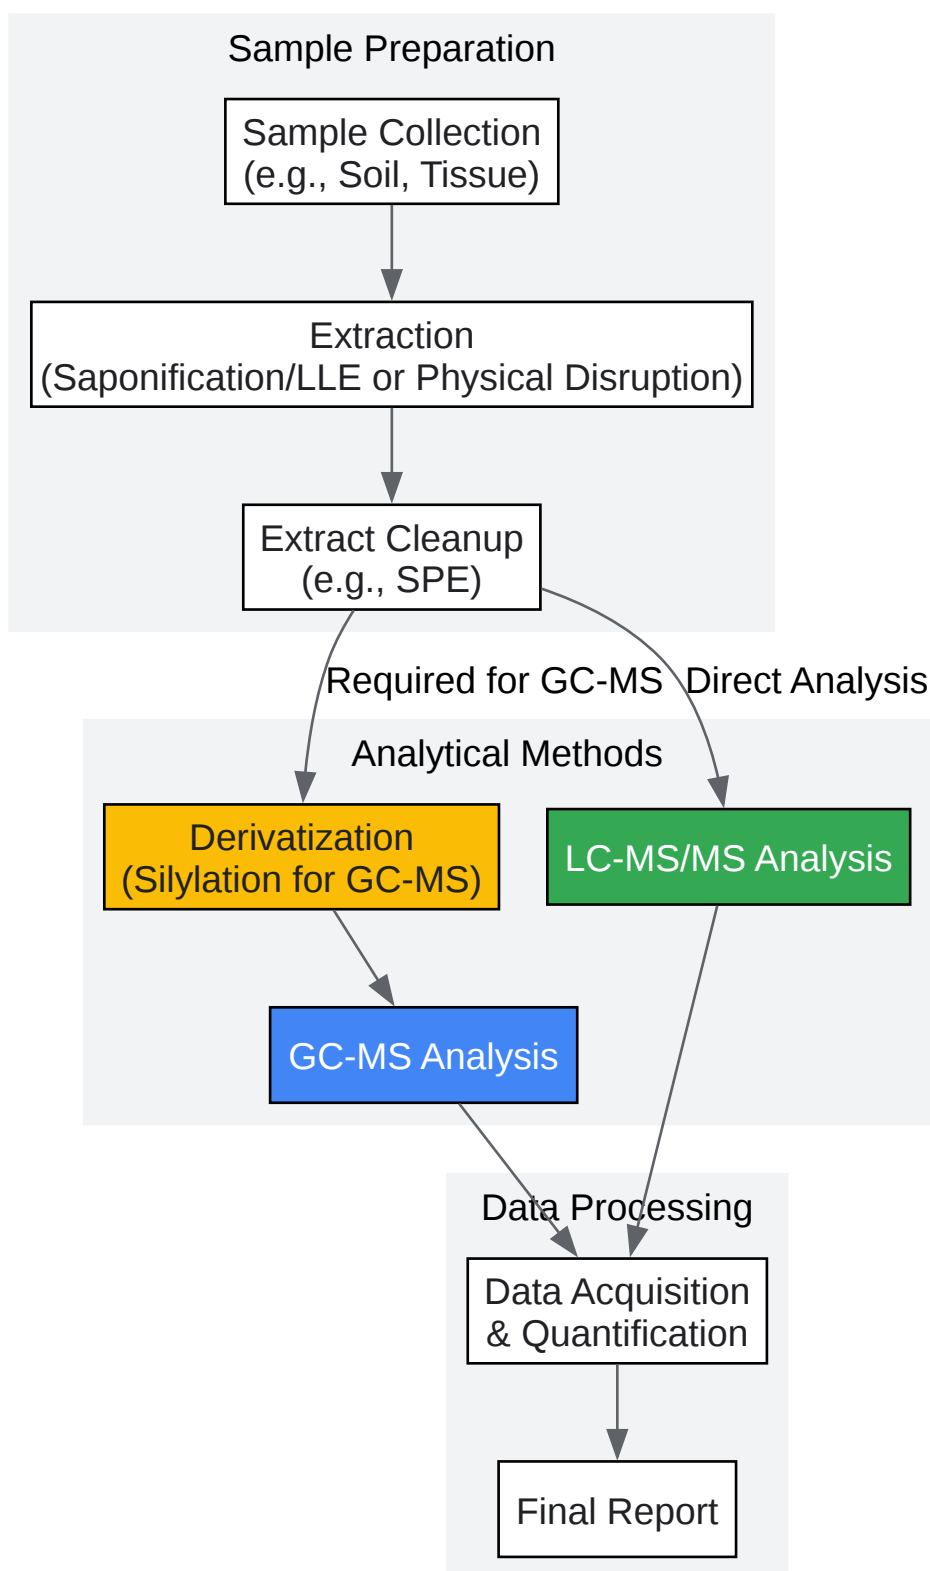 Sample Preparation
Sample Collection
(e.g., Soil, Tissue)
Extraction
(Saponification/LLE or Physical Disruption)
Extract Cleanup
(e.g., SPE)
Required for GC-MS
Direct Analysis
Analytical Methods
Derivatization
(Silylation for GC-MS)
LC-MS/MS Analysis
GC-MS Analysis
Data Processing
Data Acquisition
& Quantification
Final Report